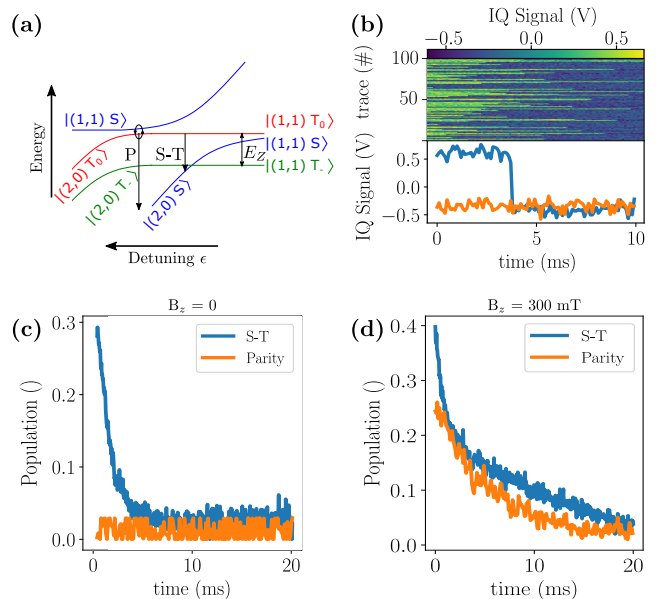 (a)
Energy
|(1,1) S⟩
|(2,0) T₀⟩
|(2,0) T₋⟩
P
S-T
|(2,0) S⟩
E_Z
|(1,1) T₀⟩
|(1,1) S⟩
|(1,1) T₋⟩
Detuning ϵ
(b)
IQ Signal (V)
−0.5 0.0 0.5
trace (#)
100
50
IQ Signal (V)
0.5
0.0
−0.5
0 5 10
time (ms)
(c)
B_z = 0
S-T
Parity
Population ()
0.3
0.2
0.1
0.0
0 10 20
time (ms)
(d)
B_z = 300 mT
S-T
Parity
Population ()
0.4
0.3
0.2
0.1
0.0
0 10 20
time (ms)